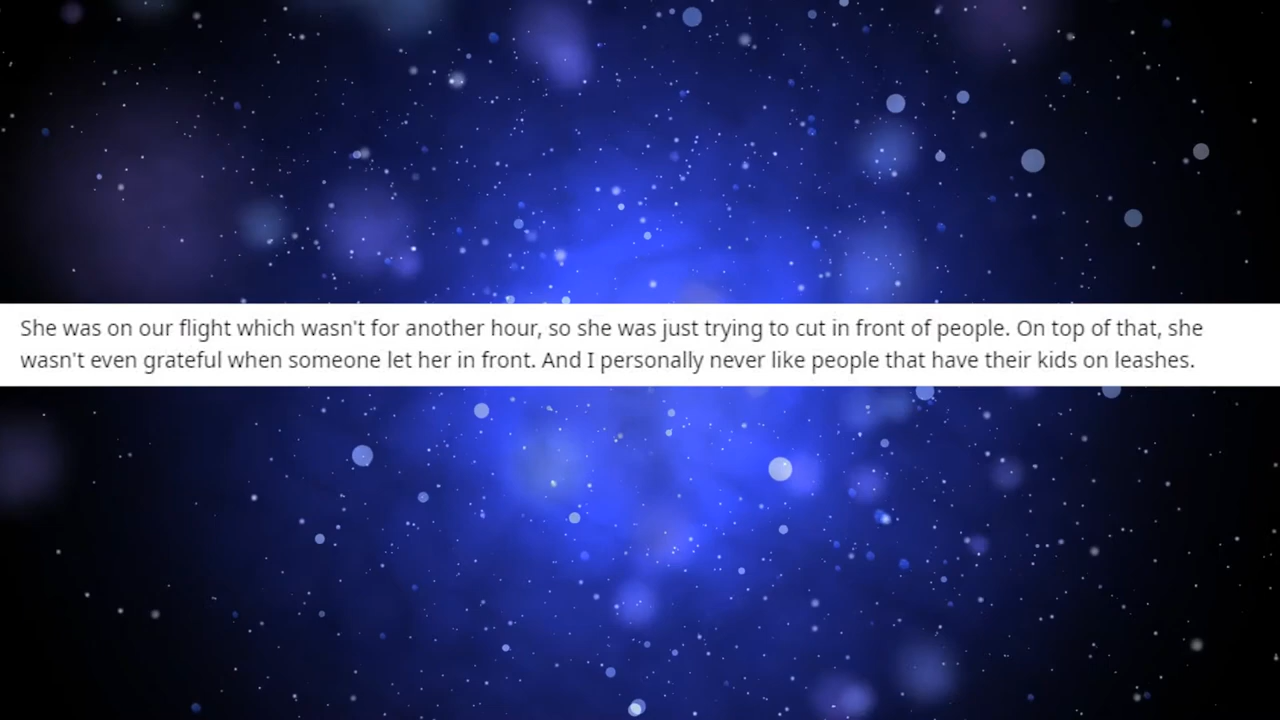 She was on our flight which wasn't for another hour, so she was just trying to cut in front of people. On top of that, she
wasn't even grateful when someone let her in front. And I personally never like people that have their kids on leashes.